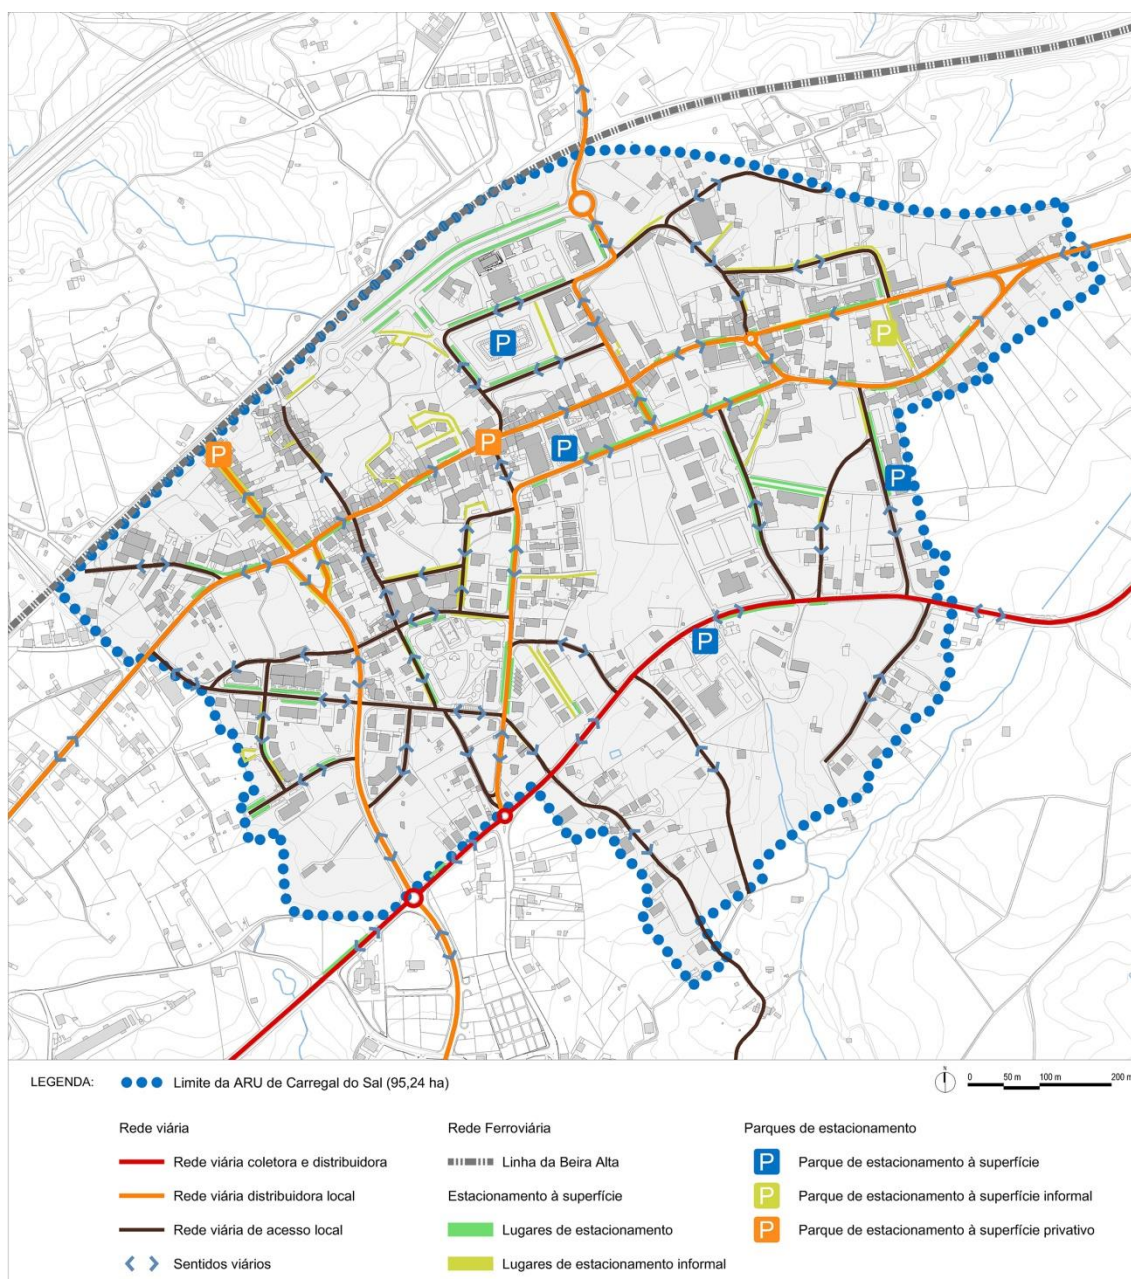 P
P
P
P
P
P
P
P
LEGENDA:
Limite da ARU de Carregal do Sal (95,24 ha)
N
0 50 m 100 m 200 m
Rede viária
Rede viária coletora e distribuidora
Rede viária distribuidora local
Rede viária de acesso local
Sentidos viários
Rede Ferroviária
Linha da Beira Alta
Estacionamento à superfície
Lugares de estacionamento
Lugares de estacionamento informal
Parques de estacionamento
P Parque de estacionamento à superfície
P Parque de estacionamento à superfície informal
P Parque de estacionamento à superfície privativo